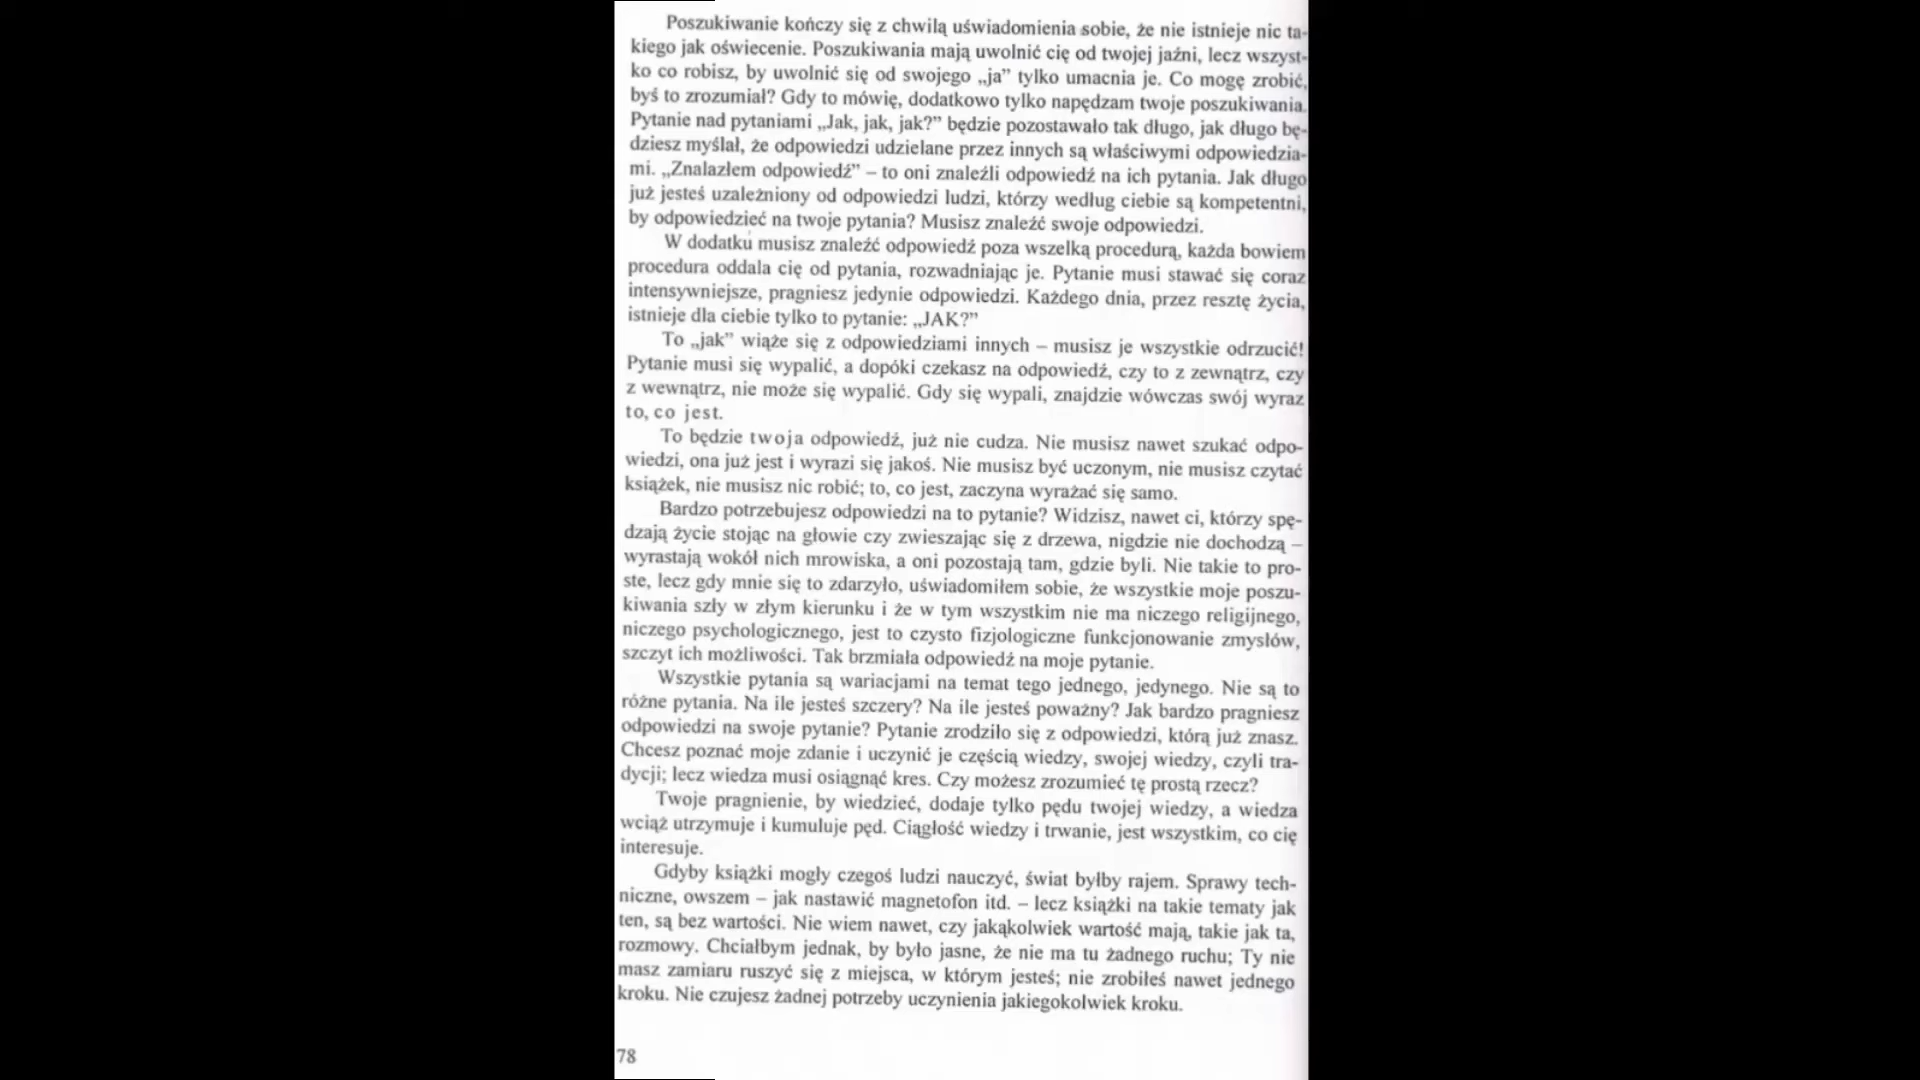 Poszukiwanie kończy się z chwilą uświadomienia sobie, że nie istnieje nic ta-
kiego jak oświecenie. Poszukiwania mają uwolnić cię od twojej jaźni, lecz wszyst-
ko co robisz, by uwolnić się od swojego „ja” tylko umacnia je. Co mogę zrobić,
byś to zrozumiał? Gdy to mówię, dodatkowo tylko napędzam twoje poszukiwania.
Pytanie nad pytaniami „Jak, jak, jak?” będzie pozostawało tak długo, jak długo bę-
dziesz myślał, że odpowiedzi udzielane przez innych są właściwymi odpowiedzia-
mi. „Znalazłem odpowiedź” – to oni znaleźli odpowiedź na ich pytania. Jak długo
już jesteś uzależniony od odpowiedzi ludzi, którzy według ciebie są kompetentni,
by odpowiedzieć na twoje pytania? Musisz znaleźć swoje odpowiedzi.
W dodatku musisz znaleźć odpowiedź poza wszelką procedurą, każda bowiem
procedura oddala cię od pytania, rozwadniając je. Pytanie musi stawać się coraz
intensywniejsze, pragniesz jedynie odpowiedzi. Każdego dnia, przez resztę życia,
istnieje dla ciebie tylko to pytanie: „JAK?”
To „jak” wiąże się z odpowiedziami innych – musisz je wszystkie odrzucić!
Pytanie musi się wypalić, a dopóki czekasz na odpowiedź, czy to z zewnątrz, czy
z wewnątrz, nie może się wypalić. Gdy się wypali, znajdzie wówczas swój wyraz
to, co jest.
To będzie twoja odpowiedź, już nie cudza. Nie musisz nawet szukać odpo-
wiedzi, ona już jest i wyrazi się jakoś. Nie musisz być uczonym, nie musisz czytać
książek, nie musisz nic robić; to, co jest, zaczyna wyrażać się samo.
Bardzo potrzebujesz odpowiedzi na to pytanie? Widzisz, nawet ci, którzy spę-
dzają życie stojąc na głowie czy zwieszając się z drzewa, nigdzie nie dochodzą –
wyrastają wokół nich mrowiska, a oni pozostają tam, gdzie byli. Nie takie to pro-
ste, lecz gdy mnie się to zdarzyło, uświadomiłem sobie, że wszystkie moje poszu-
kiwania szły w złym kierunku i że w tym wszystkim nie ma niczego religijnego,
niczego psychologicznego, jest to czysto fizjologiczne funkcjonowanie zmysłów,
szczyt ich możliwości. Tak brzmiała odpowiedź na moje pytanie.
Wszystkie pytania są wariacjami na temat tego jednego, jedynego. Nie są to
różne pytania. Na ile jesteś szczery? Na ile jesteś poważny? Jak bardzo pragniesz
odpowiedzi na swoje pytanie? Pytanie zrodziło się z odpowiedzi, którą już znasz.
Chcesz poznać moje zdanie i uczynić je częścią wiedzy, swojej wiedzy, czyli tra-
dycji; lecz wiedza musi osiągnąć kres. Czy możesz zrozumieć tę prostą rzecz?
Twoje pragnienie, by wiedzieć, dodaje tylko pędu twojej wiedzy, a wiedza
wciąż utrzymuje i kumuluje pęd. Ciągłość wiedzy i trwanie, jest wszystkim, co cię
interesuje.
Gdyby książki mogły czegoś ludzi nauczyć, świat byłby rajem. Sprawy tech-
niczne, owszem – jak nastawić magnetofon itd. – lecz książki na takie tematy jak
ten, są bez wartości. Nie wiem nawet, czy jakąkolwiek wartość mają, takie jak ta,
rozmowy. Chciałbym jednak, by było jasne, że nie ma tu żadnego ruchu; Ty nie
masz zamiaru ruszyć się z miejsca, w którym jesteś; nie zrobiłeś nawet jednego
kroku. Nie czujesz żadnej potrzeby uczynienia jakiegokolwiek kroku.
78